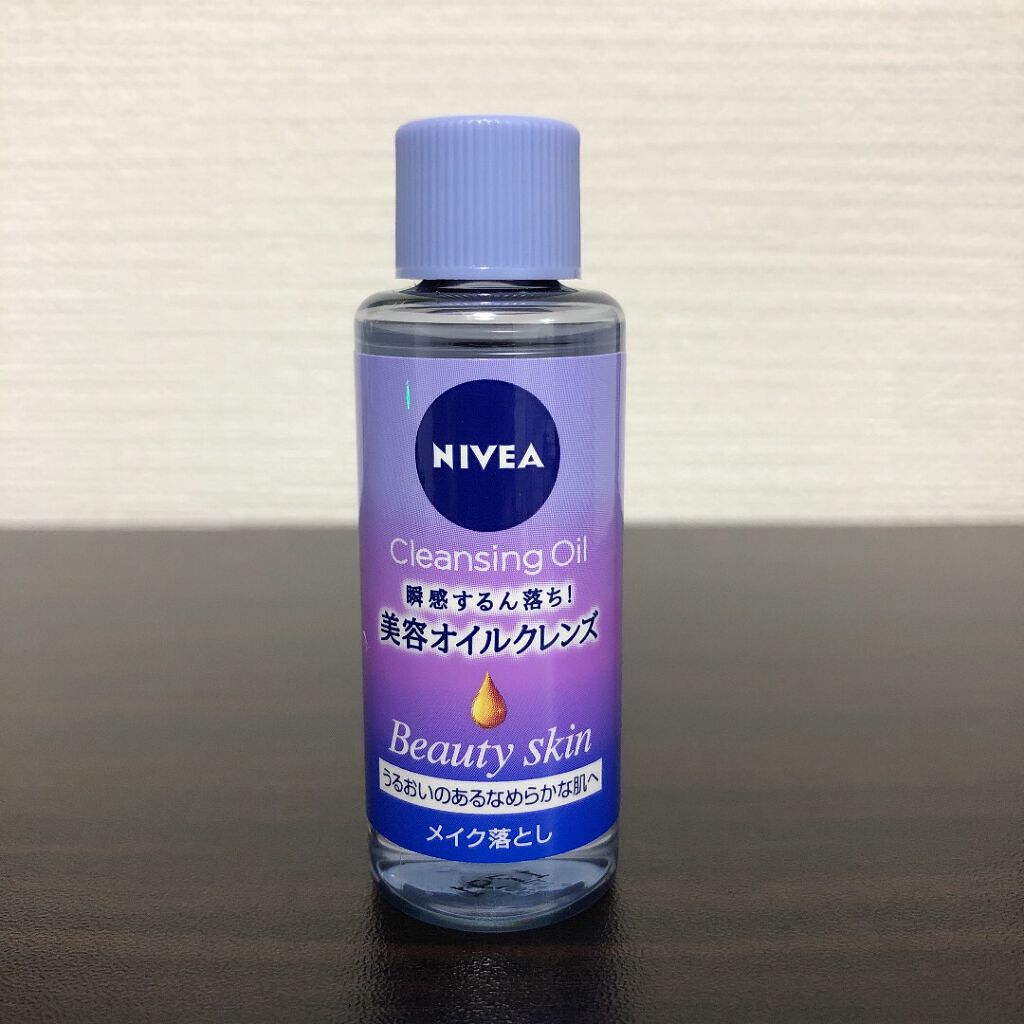 NIVEA
Cleansing Oil
瞬感するん落ち!
美容オイルクレンズ
Beauty skin
うるおいのあるなめらかな肌へ
メイク落とし